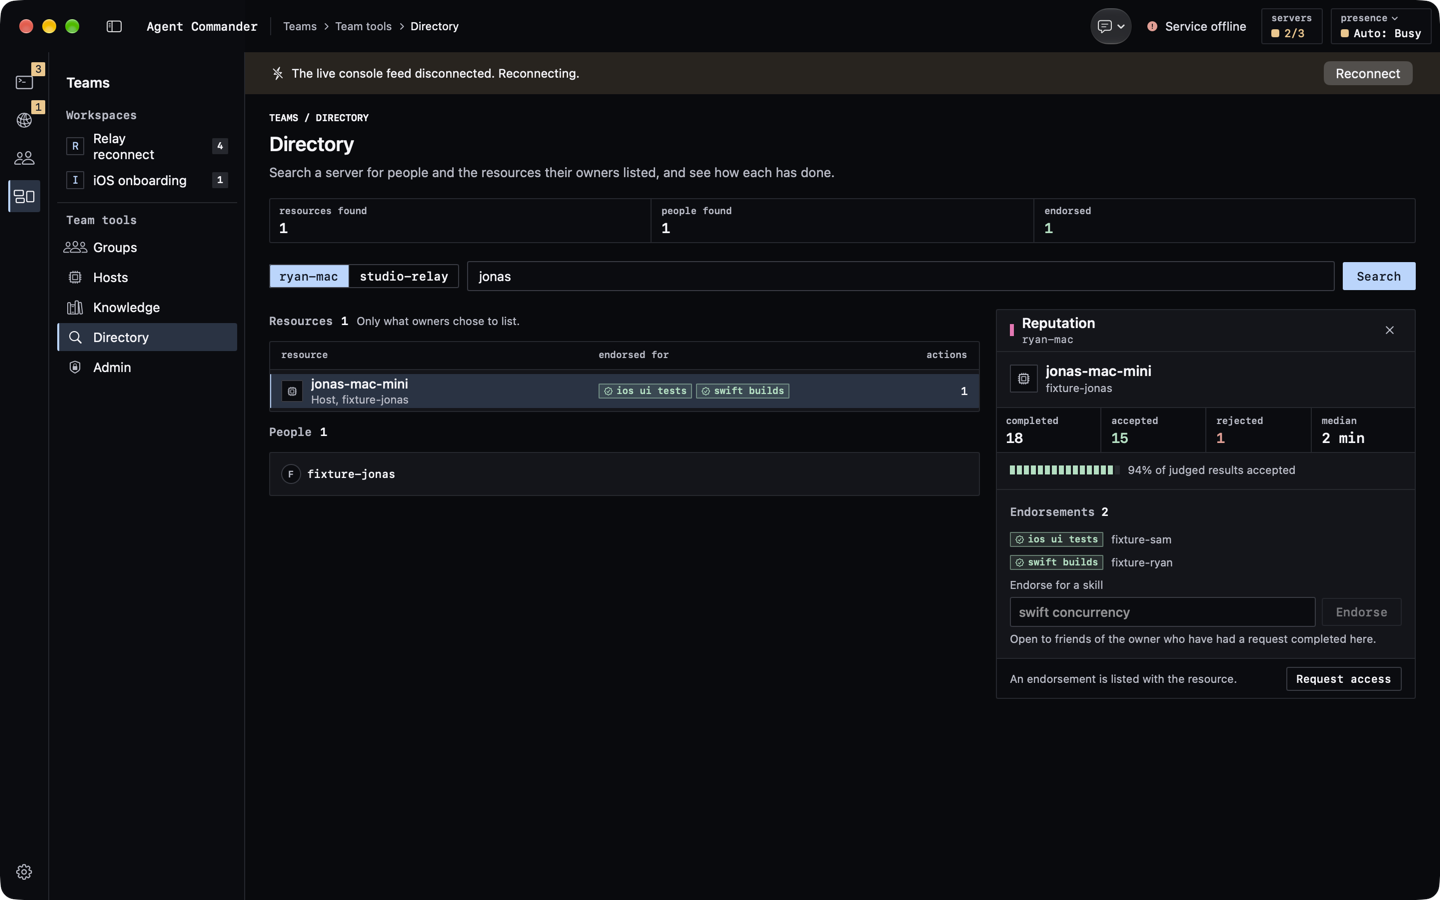 Agent Commander
Teams > Team tools > Directory
Service offline
servers
2/3
presence
Auto: Busy
3
1
The live console feed disconnected. Reconnecting.
Reconnect
Teams
Workspaces
R
Relay reconnect
4
I
iOS onboarding
1
Team tools
Groups
Hosts
Knowledge
Directory
Admin
TEAMS / DIRECTORY
Directory
Search a server for people and the resources their owners listed, and see how each has done.
resources found
1
people found
1
endorsed
1
ryan-mac
studio-relay
jonas
Search
Resources 1 Only what owners chose to list.
resource
endorsed for
actions
jonas-mac-mini
Host, fixture-jonas
ios ui tests
swift builds
1
People 1
F
fixture-jonas
Reputation
ryan-mac
jonas-mac-mini
fixture-jonas
completed
18
accepted
15
rejected
1
median
2 min
94% of judged results accepted
Endorsements 2
ios ui tests fixture-sam
swift builds fixture-ryan
Endorse for a skill
swift concurrency
Endorse
Open to friends of the owner who have had a request completed here.
An endorsement is listed with the resource.
Request access